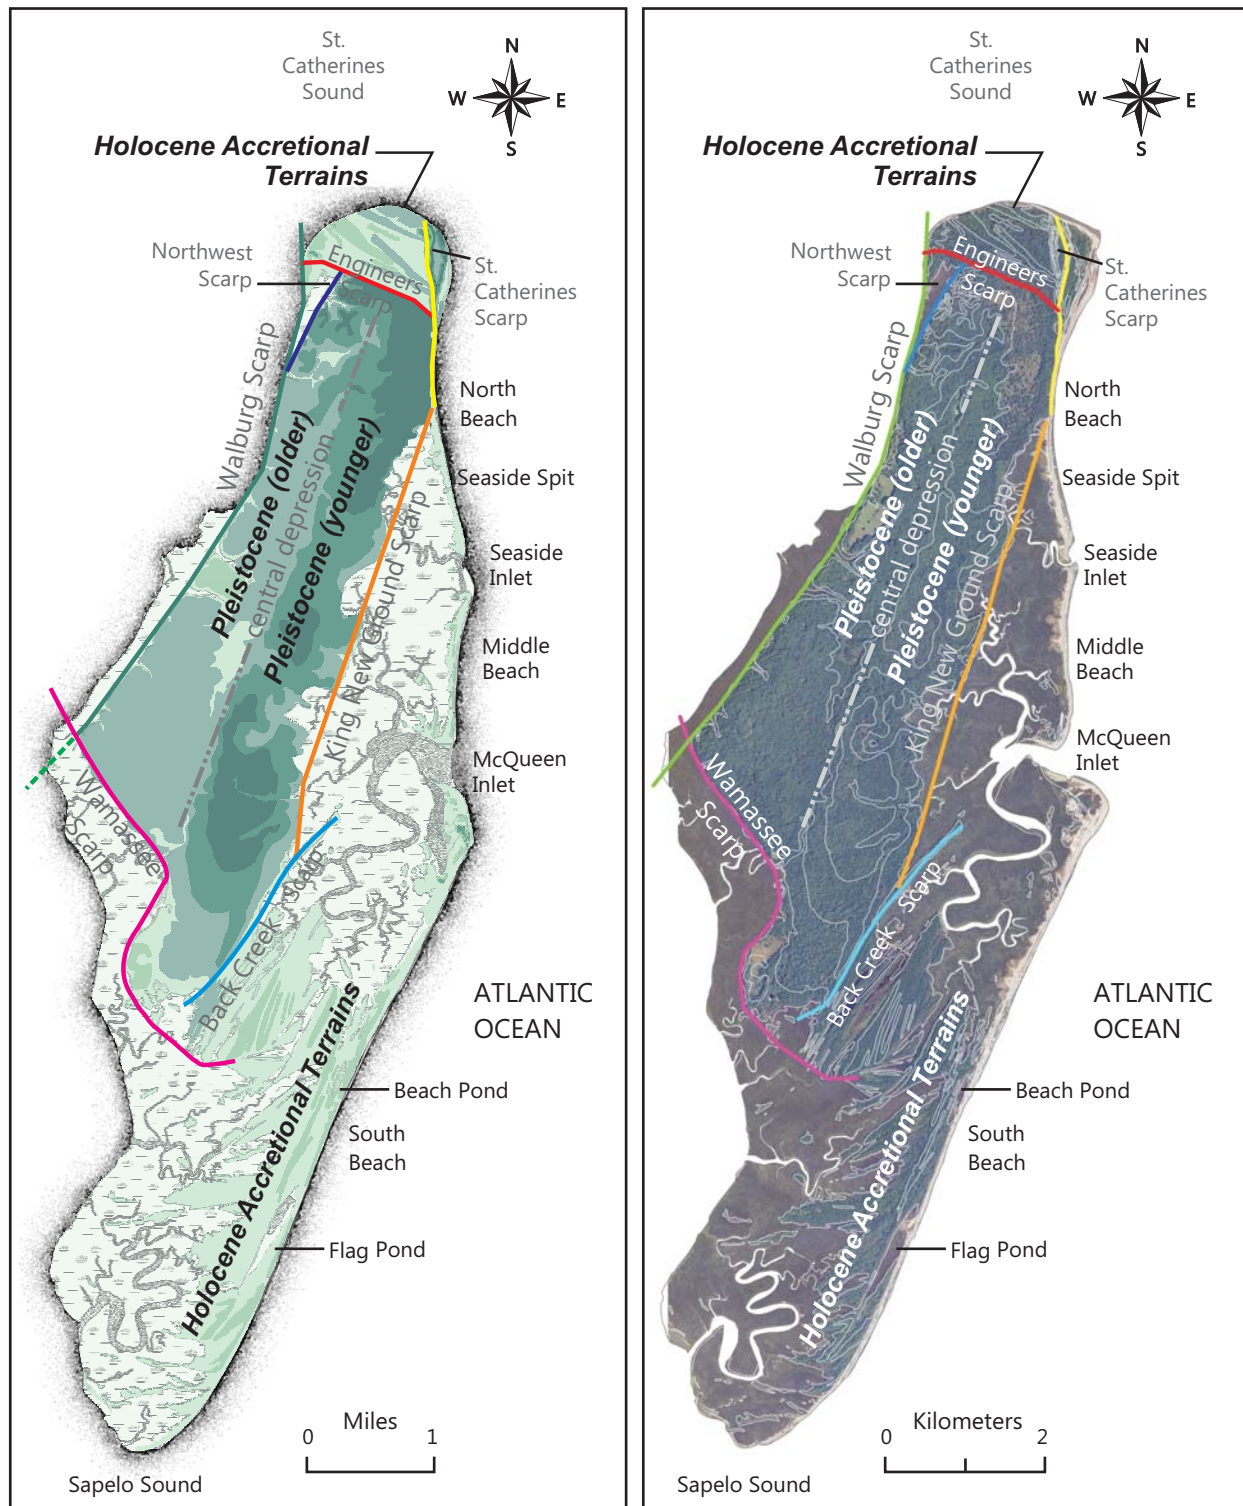 St.
Catherines
Sound
N
W
E
S
Holocene Accretional
Terrains
Northwest
Scarp
Engineers
Scarp
St.
Catherines
Scarp
Walburg Scarp
North
Beach
Pleistocene (older)
central depression
Pleistocene (younger)
King New Ground Scarp
Seaside Spit
Seaside
Inlet
Middle
Beach
McQueen
Inlet
Wamassee
Scarp
Back Creek Scarp
ATLANTIC
OCEAN
Holocene Accretional Terrains
Beach Pond
South
Beach
Flag Pond
Miles
0 1
Sapelo Sound
St.
Catherines
Sound
N
W
E
S
Holocene Accretional
Terrains
Northwest
Scarp
Engineers
Scarp
St.
Catherines
Scarp
Walburg Scarp
North
Beach
Pleistocene (older)
central depression
Pleistocene (younger)
King New Ground Scarp
Seaside Spit
Seaside
Inlet
Middle
Beach
McQueen
Inlet
Wamassee
Scarp
Back Creek Scarp
ATLANTIC
OCEAN
Holocene Accretional Terrains
Beach Pond
South
Beach
Flag Pond
Kilometers
0 2
Sapelo Sound